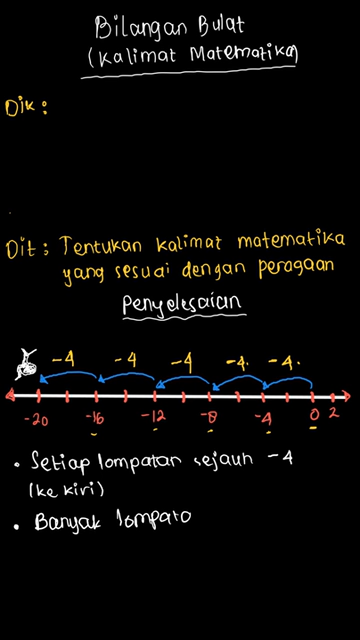 Bilangan Bulat
(Kalimat Matematika)
Dik :
Dit : Tentukan kalimat matematika
yang sesuai dengan peragaan
Penyelesaian
-4 -4 -4 -4. -4.
-20 -16 -12 -8 -4 0 2
• Setiap lompatan sejauh -4
(ke kiri)
• Banyak lompato